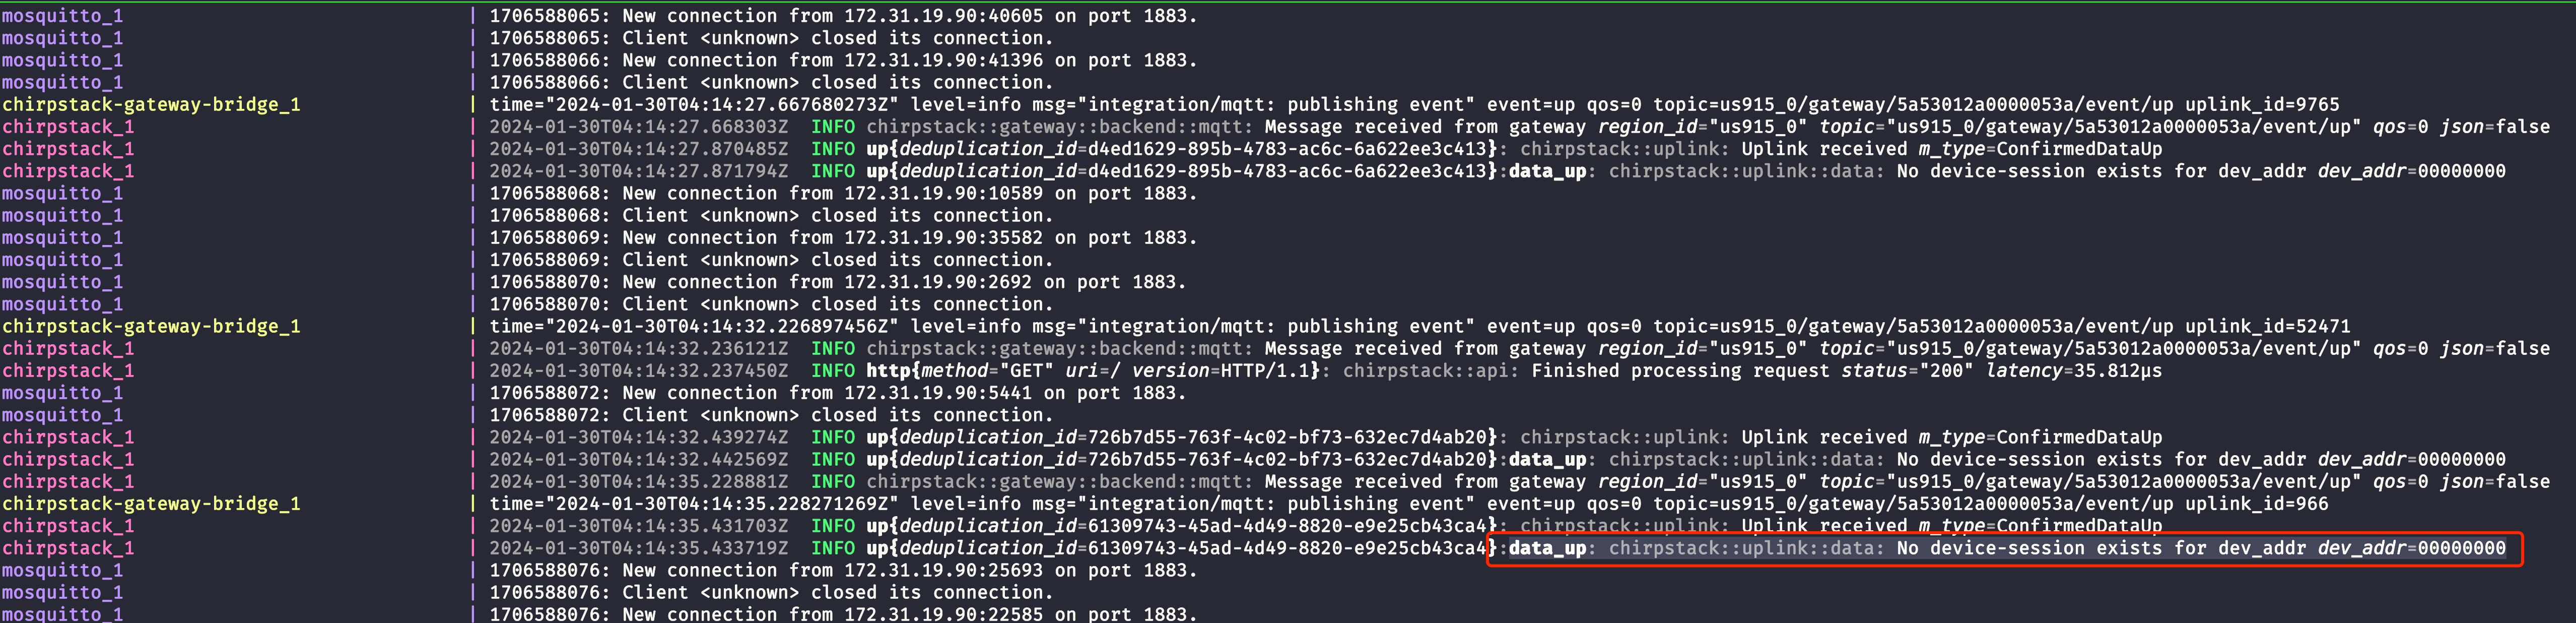 mosquitto_1 | 1706588065: New connection from 172.31.19.90:40605 on port 1883.
mosquitto_1 | 1706588065: Client <unknown> closed its connection.
mosquitto_1 | 1706588066: New connection from 172.31.19.90:41396 on port 1883.
mosquitto_1 | 1706588066: Client <unknown> closed its connection.
chirpstack-gateway-bridge_1 | time="2024-01-30T04:14:27.667680273Z" level=info msg="integration/mqtt: publishing event" event=up qos=0 topic=us915_0/gateway/5a53012a0000053a/event/up uplink_id=9765
chirpstack_1 | 2024-01-30T04:14:27.668303Z INFO chirpstack::gateway::backend::mqtt: Message received from gateway region_id="us915_0" topic="us915_0/gateway/5a53012a0000053a/event/up" qos=0 json=false
chirpstack_1 | 2024-01-30T04:14:27.870485Z INFO up{deduplication_id=d4ed1629-895b-4783-ac6c-6a622ee3c413}: chirpstack::uplink: Uplink received m_type=ConfirmedDataUp
chirpstack_1 | 2024-01-30T04:14:27.871794Z INFO up{deduplication_id=d4ed1629-895b-4783-ac6c-6a622ee3c413}:data_up: chirpstack::uplink::data: No device-session exists for dev_addr dev_addr=00000000
mosquitto_1 | 1706588068: New connection from 172.31.19.90:10589 on port 1883.
mosquitto_1 | 1706588068: Client <unknown> closed its connection.
mosquitto_1 | 1706588069: New connection from 172.31.19.90:35582 on port 1883.
mosquitto_1 | 1706588069: Client <unknown> closed its connection.
mosquitto_1 | 1706588070: New connection from 172.31.19.90:2692 on port 1883.
mosquitto_1 | 1706588070: Client <unknown> closed its connection.
chirpstack-gateway-bridge_1 | time="2024-01-30T04:14:32.226897456Z" level=info msg="integration/mqtt: publishing event" event=up qos=0 topic=us915_0/gateway/5a53012a0000053a/event/up uplink_id=52471
chirpstack_1 | 2024-01-30T04:14:32.236121Z INFO chirpstack::gateway::backend::mqtt: Message received from gateway region_id="us915_0" topic="us915_0/gateway/5a53012a0000053a/event/up" qos=0 json=false
chirpstack_1 | 2024-01-30T04:14:32.237450Z INFO http{method="GET" uri=/ version=HTTP/1.1}: chirpstack::api: Finished processing request status="200" latency=35.812µs
mosquitto_1 | 1706588072: New connection from 172.31.19.90:5441 on port 1883.
mosquitto_1 | 1706588072: Client <unknown> closed its connection.
chirpstack_1 | 2024-01-30T04:14:32.439274Z INFO up{deduplication_id=726b7d55-763f-4c02-bf73-632ec7d4ab20}: chirpstack::uplink: Uplink received m_type=ConfirmedDataUp
chirpstack_1 | 2024-01-30T04:14:32.442569Z INFO up{deduplication_id=726b7d55-763f-4c02-bf73-632ec7d4ab20}:data_up: chirpstack::uplink::data: No device-session exists for dev_addr dev_addr=00000000
chirpstack_1 | 2024-01-30T04:14:35.228881Z INFO chirpstack::gateway::backend::mqtt: Message received from gateway region_id="us915_0" topic="us915_0/gateway/5a53012a0000053a/event/up" qos=0 json=false
chirpstack-gateway-bridge_1 | time="2024-01-30T04:14:35.228271269Z" level=info msg="integration/mqtt: publishing event" event=up qos=0 topic=us915_0/gateway/5a53012a0000053a/event/up uplink_id=966
chirpstack_1 | 2024-01-30T04:14:35.431703Z INFO up{deduplication_id=61309743-45ad-4d49-8820-e9e25cb43ca4}: chirpstack::uplink: Uplink received m_type=ConfirmedDataUp
chirpstack_1 | 2024-01-30T04:14:35.433719Z INFO up{deduplication_id=61309743-45ad-4d49-8820-e9e25cb43ca4}:data_up: chirpstack::uplink::data: No device-session exists for dev_addr dev_addr=00000000
mosquitto_1 | 1706588076: New connection from 172.31.19.90:25693 on port 1883.
mosquitto_1 | 1706588076: Client <unknown> closed its connection.
mosquitto_1 | 1706588076: New connection from 172.31.19.90:22585 on port 1883.